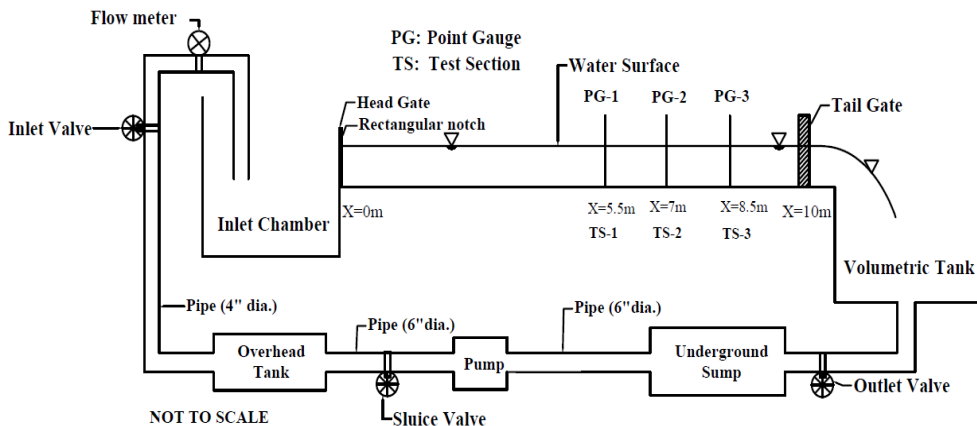 Flow meter
PG: Point Gauge
TS: Test Section
Water Surface
Head Gate
Rectangular notch
PG-1
PG-2
PG-3
Tail Gate
Inlet Valve
Inlet Chamber
X=0m
X=5.5m
X=7m
X=8.5m
X=10m
TS-1
TS-2
TS-3
Volumetric Tank
Pipe (4" dia.)
Pipe (6"dia.)
Pipe (6"dia.)
Overhead
Tank
Pump
Underground
Sump
Outlet Valve
Sluice Valve
NOT TO SCALE